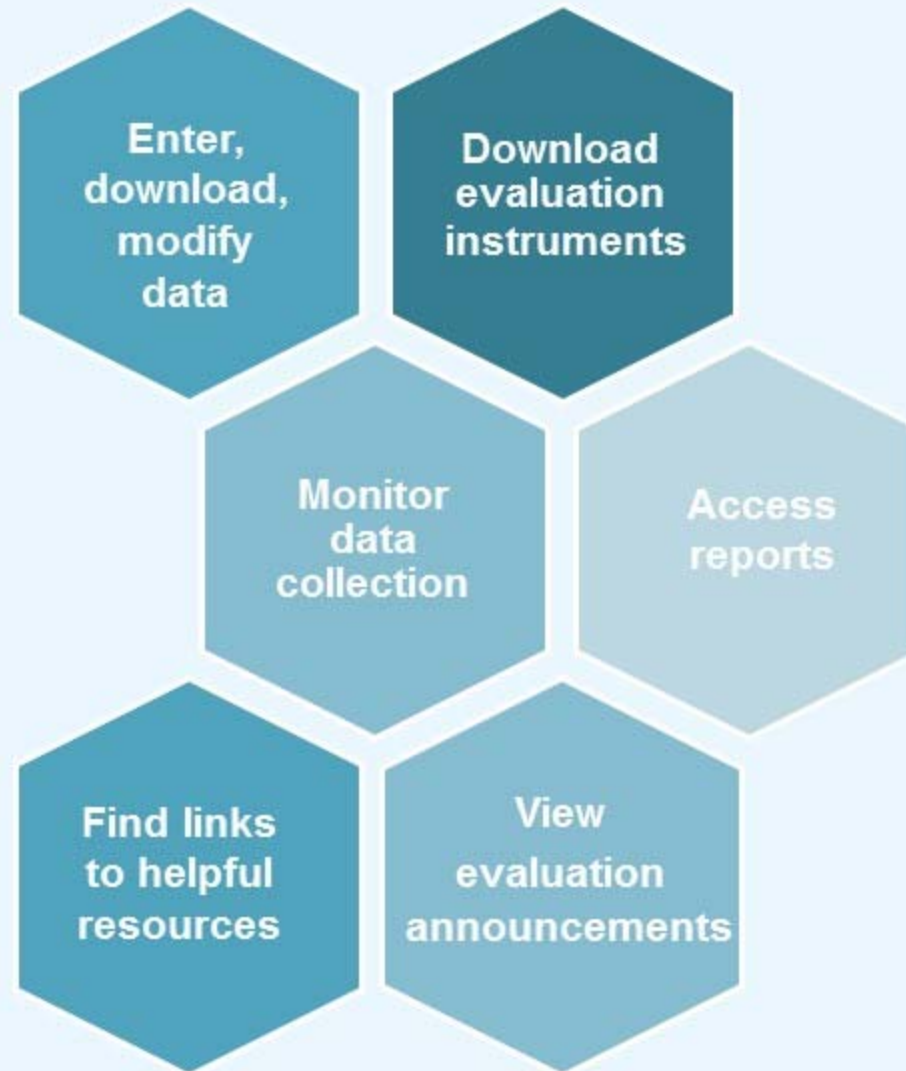 Enter,
download,
modify
data
Download
evaluation
instruments
Monitor
data
collection
Access
reports
Find links
to helpful
resources
View
evaluation
announcements